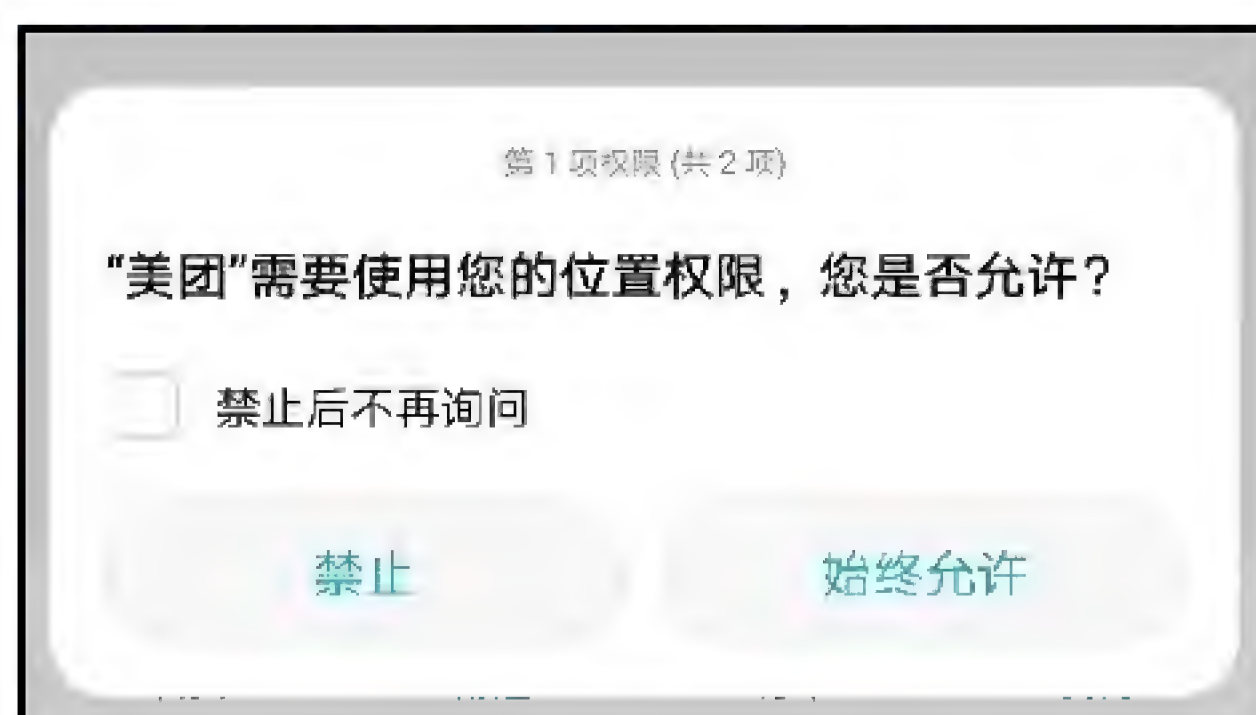 第 1 项权限 (共 2 项)
“美团”需要使用您的位置权限，您是否允许？
禁止后不再询问
禁止
始终允许